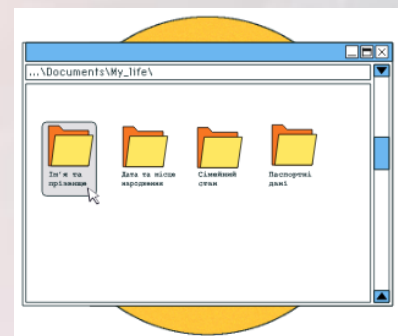 ...\Documents\My_life\
Ім'я та
прізвище
Дата та місце
народження
Сімейний
стан
Паспортні
дані